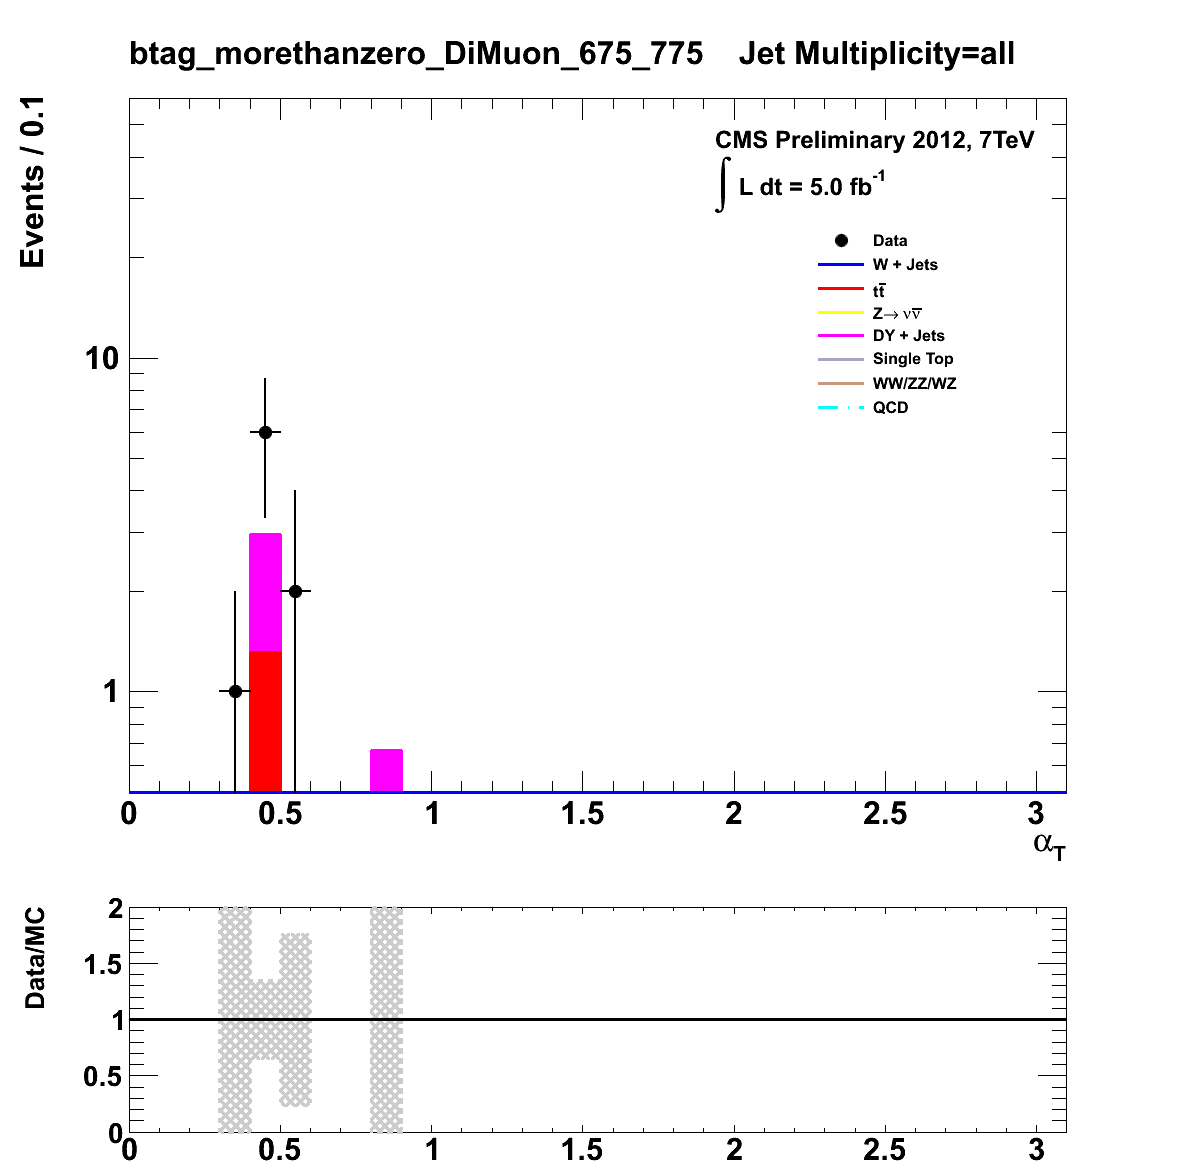 btag_morethanzero_DiMuon_675_775 Jet Multiplicity=all
Events / 0.1
CMS Preliminary 2012, 7TeV
∫ L dt = 5.0 fb⁻¹
Data
W + Jets
tt̅
Z→ νν̅
DY + Jets
Single Top
WW/ZZ/WZ
QCD
10
1
0 0.5 1 1.5 2 2.5 3
α_T
Data/MC
2
1.5
1
0.5
0
0 0.5 1 1.5 2 2.5 3